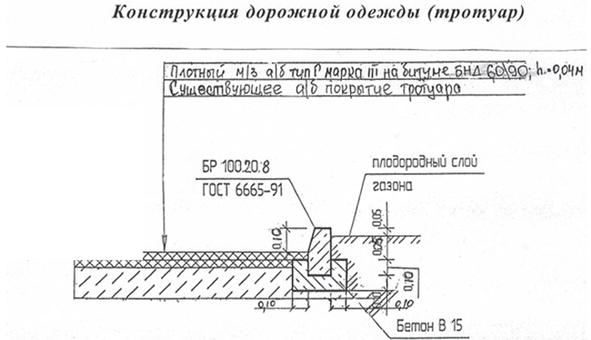 Конструкция дорожной одежды (тротуар)
Плотный м/з а/б тип Г марка III на битуме БНД 60/90; h=0,04м
Существующее а/б покрытие тротуара
БР 100.20.8
ГОСТ 6665-91
плодородный слой
газона
0,10
0,05
0,10
0,10
0,10
Бетон В 15